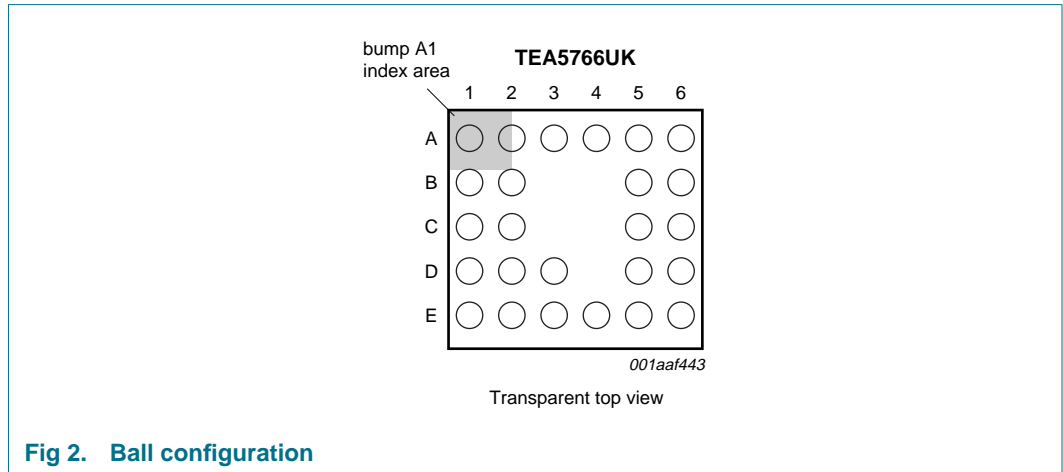 bump A1
index area
TEA5766UK
1 2 3 4 5 6
A
B
C
D
E
001aaf443
Transparent top view
Fig 2. Ball configuration